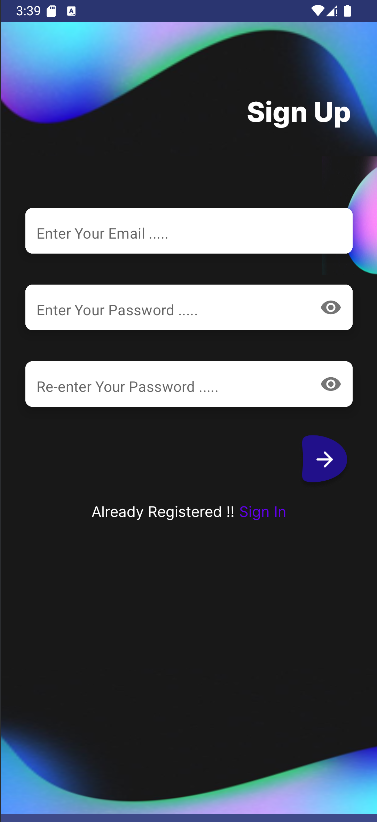 3:39
Sign Up
Enter Your Email .....
Enter Your Password .....
Re-enter Your Password .....
Already Registered !! Sign In